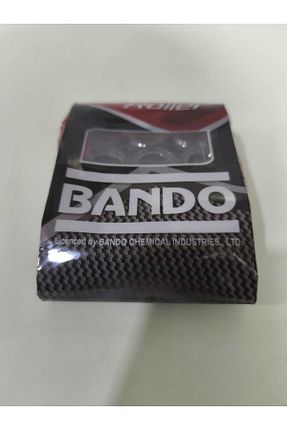 Roller
BANDO
Licenced by BANDO CHEMICAL INDUSTRIES., LTD.